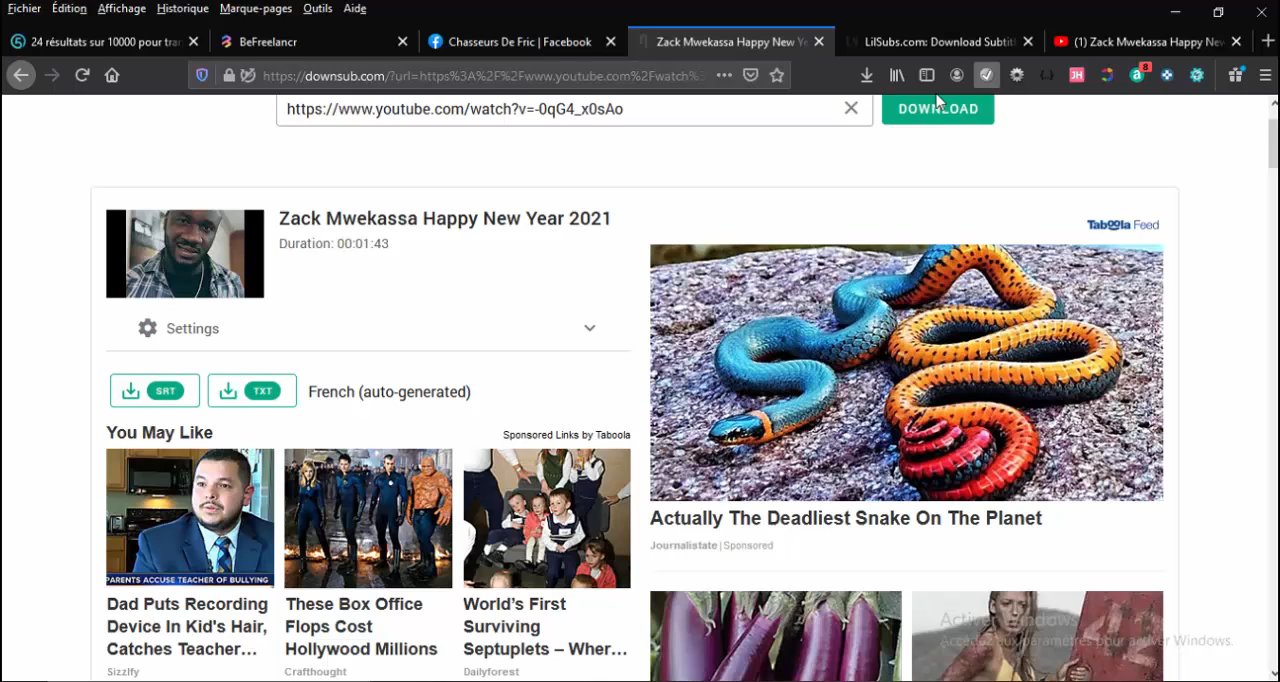 Fichier Édition Affichage Historique Marque-pages Outils Aide
24 résultats sur 10000 pour tra
BeFreelancr
Chasseurs De Fric | Facebook
Zack Mwekassa Happy New Ye
LilSubs.com: Download Subtit
(1) Zack Mwekassa Happy New
https://downsub.com/?url=https%3A%2F%2Fwww.youtube.com%2Fwatch%3
8
https://www.youtube.com/watch?v=-0qG4_x0sAo
DOWNLOAD
Zack Mwekassa Happy New Year 2021
Duration: 00:01:43
Taboola Feed
Settings
SRT
TXT
French (auto-generated)
You May Like
Sponsored Links by Taboola
PARENTS ACCUSE TEACHER OF BULLYING
Actually The Deadliest Snake On The Planet
Journalistate | Sponsored
Dad Puts Recording
Device In Kid's Hair,
Catches Teacher...
Sizzlfy
These Box Office
Flops Cost
Hollywood Millions
Crafthought
World's First
Surviving
Septuplets – Wher...
Dailyforest
Activer Windows
Accédez aux paramètres pour activer Windows.